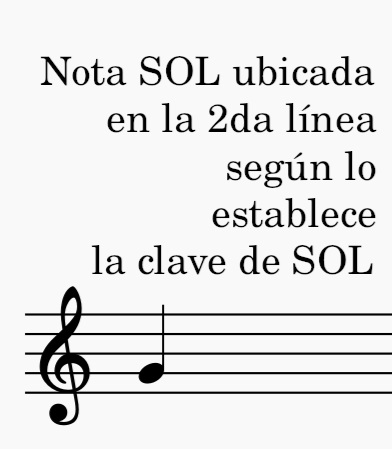 Nota SOL ubicada
en la 2da línea
según lo
establece
la clave de SOL